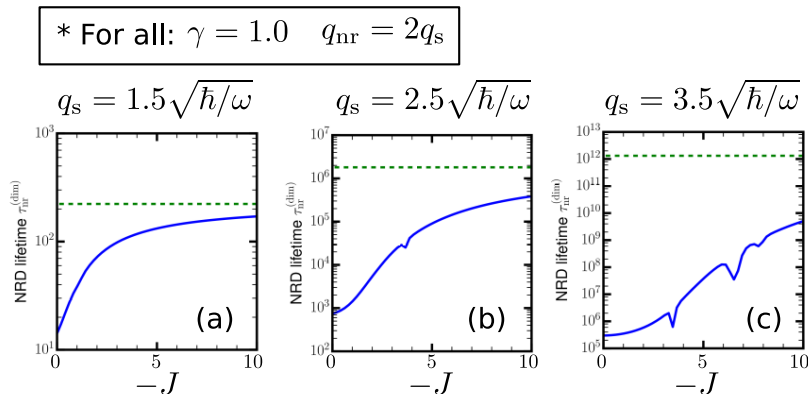 * For all: γ = 1.0 q_nr = 2q_s
q_s = 1.5√ħ/ω
q_s = 2.5√ħ/ω
q_s = 3.5√ħ/ω
NRD lifetime τ_nr^(dim)
10^3
10^2
10^1
0 5 10
−J
(a)
NRD lifetime τ_nr^(dim)
10^7
10^6
10^5
10^4
10^3
10^2
0 5 10
−J
(b)
NRD lifetime τ_nr^(dim)
10^13
10^12
10^11
10^10
10^9
10^8
10^7
10^6
10^5
0 5 10
−J
(c)